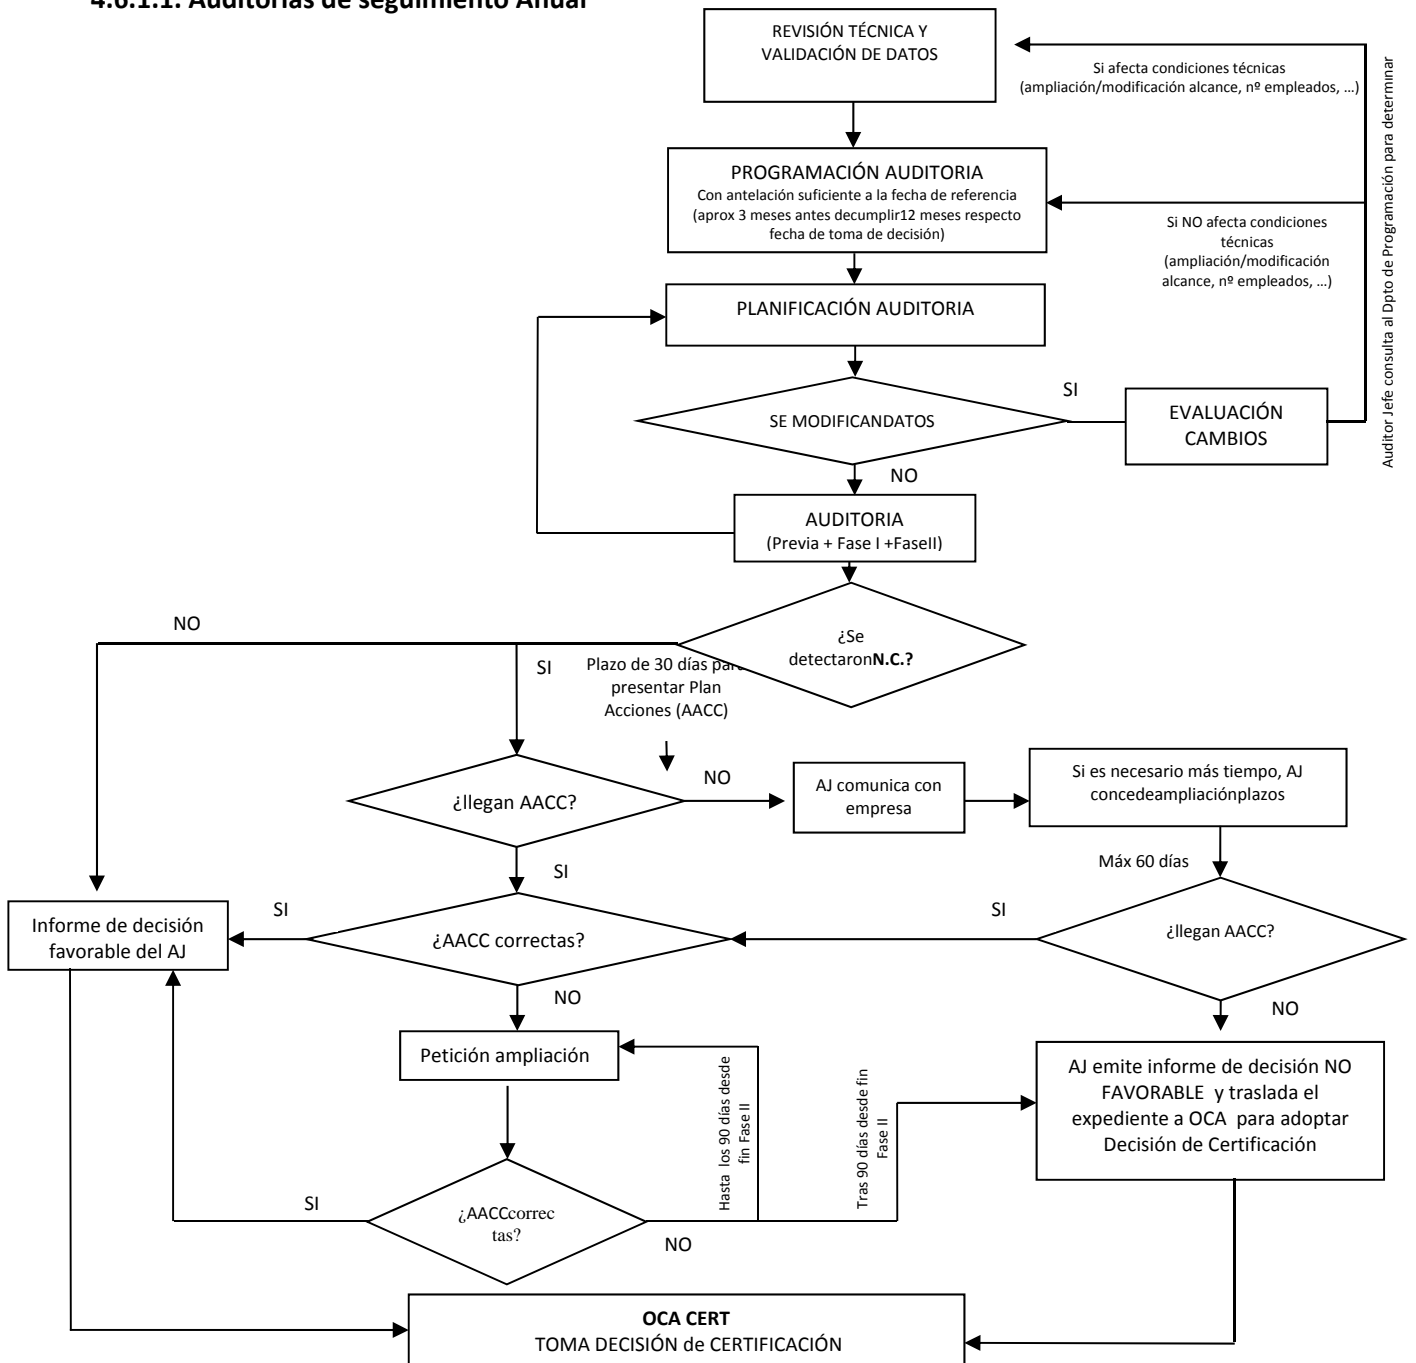 4.6.1.1. Auditorías de seguimiento Anual
REVISIÓN TÉCNICA Y
VALIDACIÓN DE DATOS
Si afecta condiciones técnicas
(ampliación/modificación alcance, nº empleados, …)
Auditor Jefe consulta al Dpto de Programación para determinar
PROGRAMACIÓN AUDITORIA
Con antelación suficiente a la fecha de referencia
(aprox 3 meses antes decumplir12 meses respecto
fecha de toma de decisión)
Si NO afecta condiciones
técnicas
(ampliación/modificación
alcance, nº empleados, …)
PLANIFICACIÓN AUDITORIA
SE MODIFICANDATOS
SI
EVALUACIÓN
CAMBIOS
NO
AUDITORIA
(Previa + Fase I +FaseII)
¿Se
detectaronN.C.?
NO
SI
Plazo de 30 días para
presentar Plan
Acciones (AACC)
¿llegan AACC?
NO
AJ comunica con
empresa
Si es necesario más tiempo, AJ
concedeampliaciónplazos
Máx 60 días
SI
¿llegan AACC?
SI
NO
Informe de decisión
favorable del AJ
SI
¿AACC correctas?
NO
Petición ampliación
Hasta los 90 días desde
fin Fase II
Tras 90 días desde fin
Fase II
AJ emite informe de decisión NO
FAVORABLE y traslada el
expediente a OCA para adoptar
Decisión de Certificación
SI
¿AACCcorrec
tas?
NO
OCA CERT
TOMA DECISIÓN de CERTIFICACIÓN